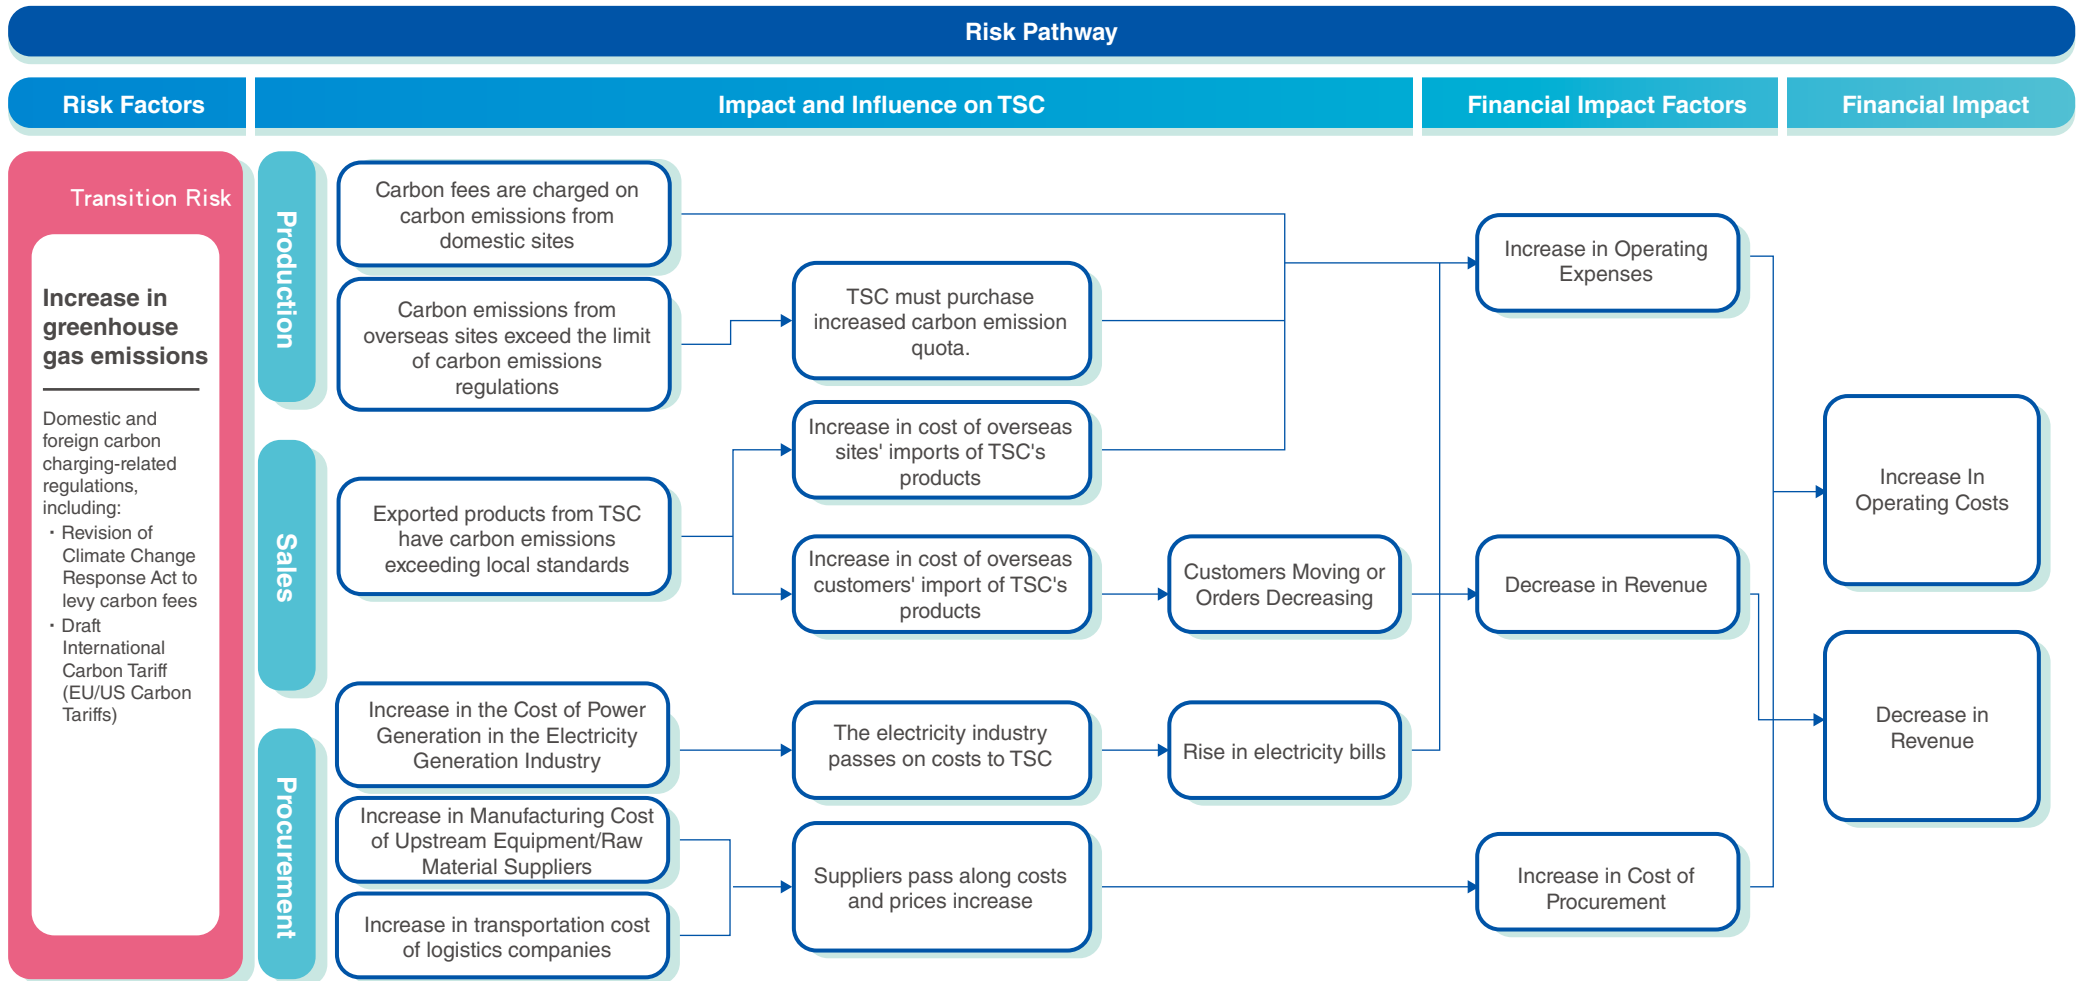 Risk Pathway
Risk Factors
Impact and Influence on TSC
Financial Impact Factors
Financial Impact
Transition Risk
Increase in
greenhouse
gas emissions
Domestic and
foreign carbon
charging-related
regulations,
including:
· Revision of
Climate Change
Response Act to
levy carbon fees
· Draft
International
Carbon Tariff
(EU/US Carbon
Tariffs)
Production
Carbon fees are charged on
carbon emissions from
domestic sites
Carbon emissions from
overseas sites exceed the limit
of carbon emissions
regulations
TSC must purchase
increased carbon emission
quota.
Sales
Exported products from TSC
have carbon emissions
exceeding local standards
Increase in cost of overseas
sites' imports of TSC's
products
Increase in cost of overseas
customers' import of TSC's
products
Customers Moving or
Orders Decreasing
Procurement
Increase in the Cost of Power
Generation in the Electricity
Generation Industry
The electricity industry
passes on costs to TSC
Rise in electricity bills
Increase in Manufacturing Cost
of Upstream Equipment/Raw
Material Suppliers
Increase in transportation cost
of logistics companies
Suppliers pass along costs
and prices increase
Increase in Operating
Expenses
Decrease in Revenue
Increase in Cost of
Procurement
Increase In
Operating Costs
Decrease in
Revenue